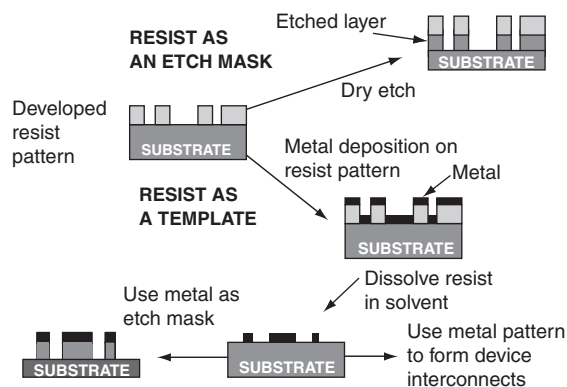 Etched layer
RESIST AS
AN ETCH MASK
SUBSTRATE
Dry etch
Developed
resist
pattern
SUBSTRATE
Metal deposition on
resist pattern
Metal
RESIST AS
A TEMPLATE
SUBSTRATE
Dissolve resist
in solvent
Use metal as
etch mask
SUBSTRATE
SUBSTRATE
Use metal pattern
to form device
interconnects